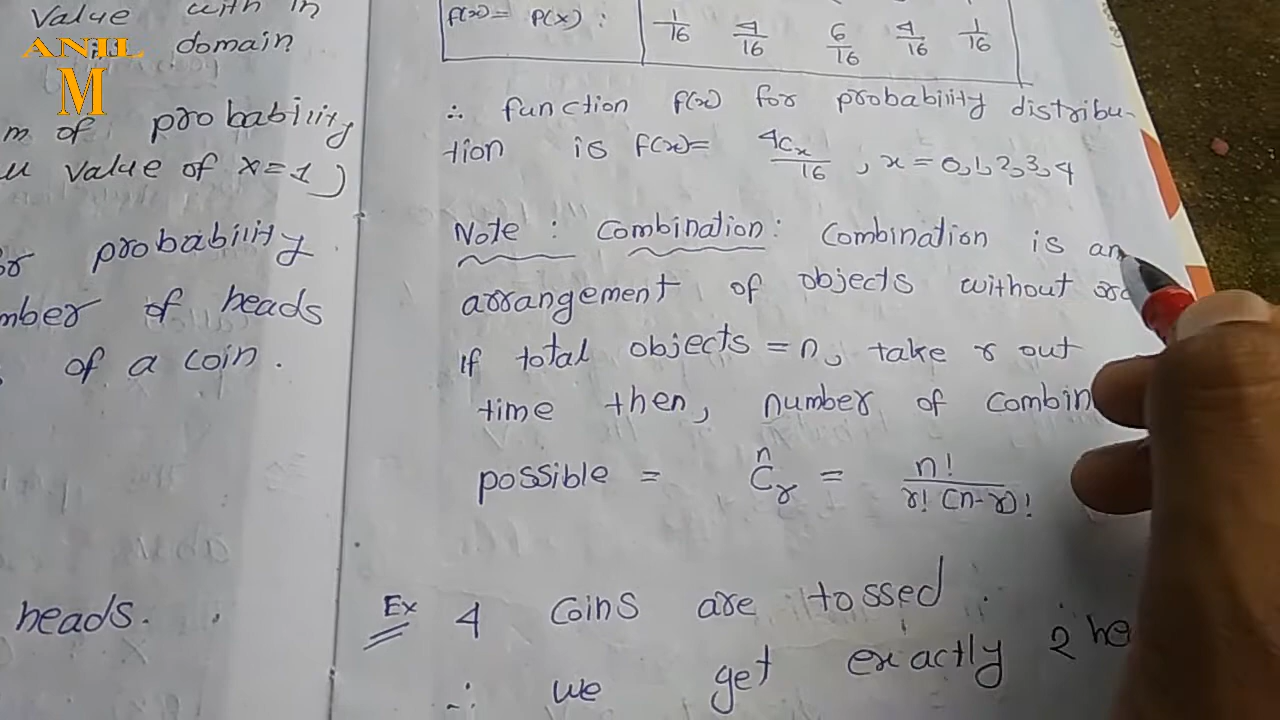 value with in
domain
ANIL
M
m of probability
value of x=1)
probability
mber of heads
of a coin.
heads.
f(x)= P(x) : 1/16 4/16 6/16 4/16 1/16
∴ function f(x) for probability distribu-
tion is f(x)= 4Cx/16 , x = 0,1,2,3,4
Note : Combination : Combination is an
arrangement of objects without
If total objects = n, take r out
time then, number of combin
possible = nCr = n!/r!(n-r)!
Ex 4 coins are tossed.
∴ we get exactly 2 he